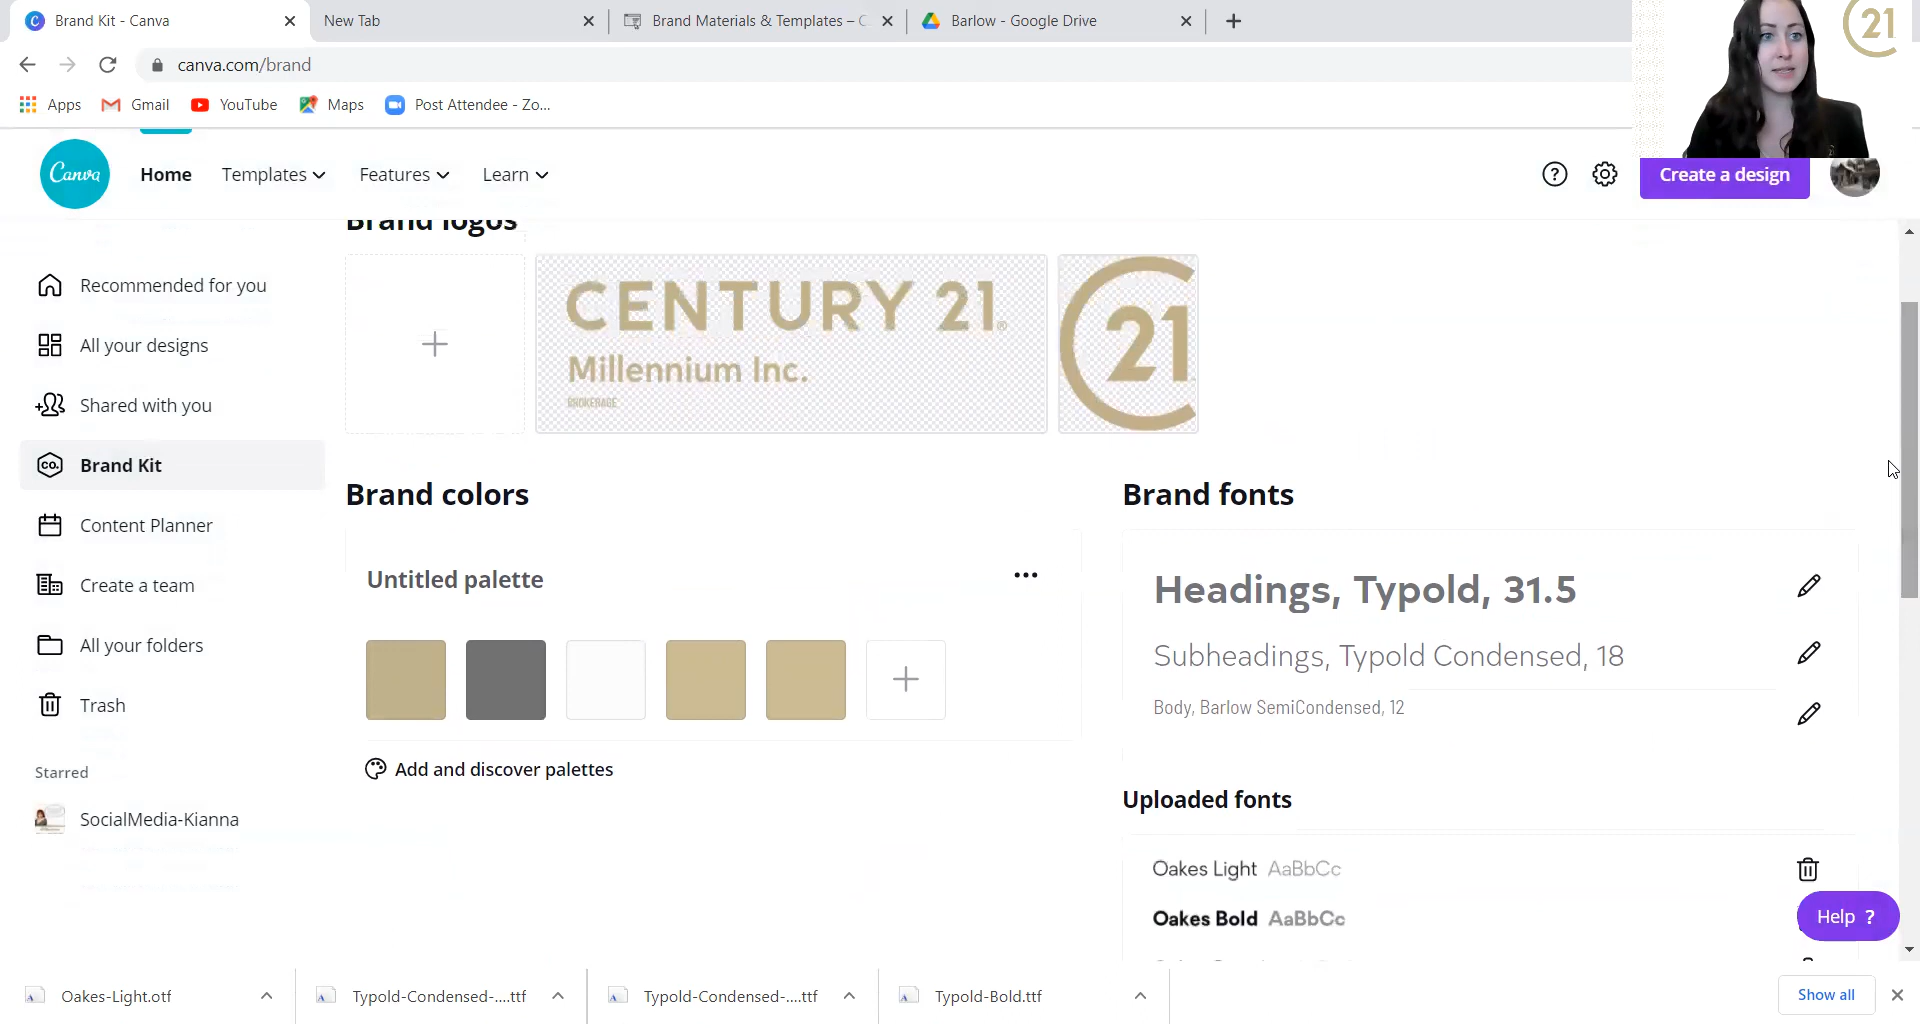 Brand Kit - Canva
New Tab
Brand Materials & Templates – C
Barlow - Google Drive
21
canva.com/brand
Apps
Gmail
YouTube
Maps
Post Attendee - Zo...
Canva
Home
Templates
Features
Learn
?
Create a design
Brand logos
CENTURY 21®
Millennium Inc.
BROKERAGE
21
Recommended for you
All your designs
Shared with you
CO.
Brand Kit
Content Planner
Create a team
All your folders
Trash
Starred
SocialMedia-Kianna
Brand colors
Untitled palette
Add and discover palettes
Brand fonts
Headings, Typold, 31.5
Subheadings, Typold Condensed, 18
Body, Barlow SemiCondensed, 12
Uploaded fonts
Oakes Light AaBbCc
Oakes Bold AaBbCc
Help ?
Oakes-Light.otf
Typold-Condensed-....ttf
Typold-Condensed-....ttf
Typold-Bold.ttf
Show all